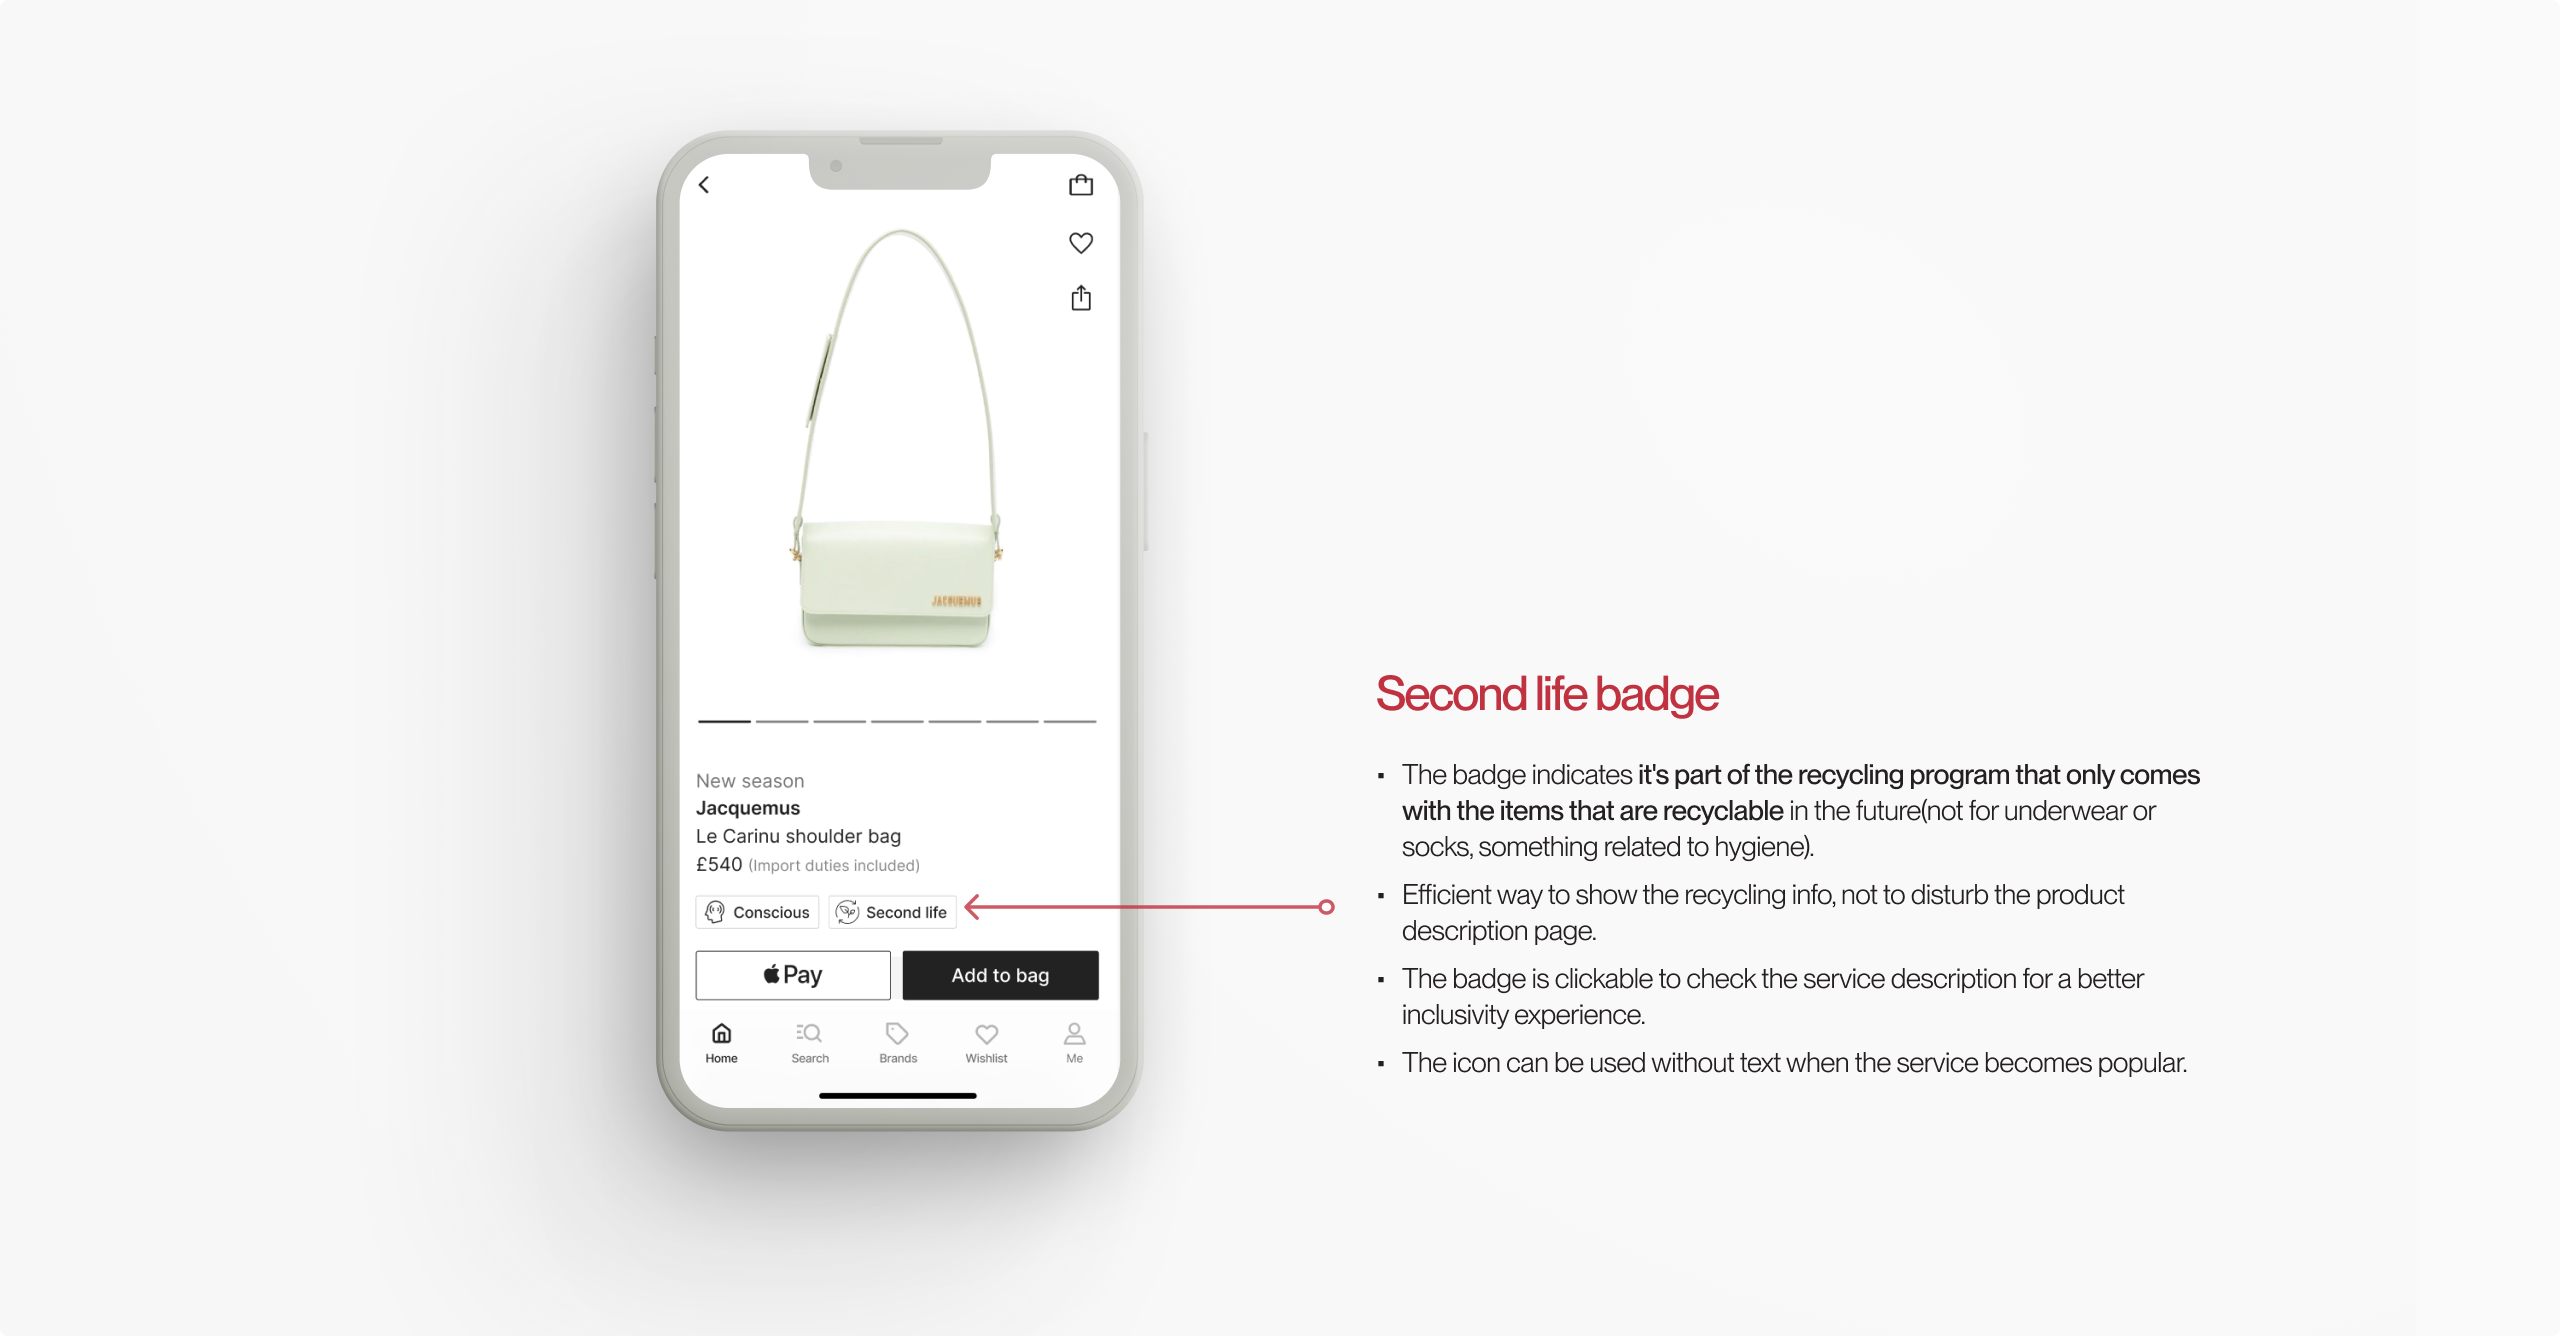 JACQUEMUS
New season
Jacquemus
Le Carinu shoulder bag
£540 (Import duties included)
Conscious
Second life
Pay
Add to bag
Home
Search
Brands
Wishlist
Me
Second life badge
▪ The badge indicates it's part of the recycling program that only comes
with the items that are recyclable in the future(not for underwear or
socks, something related to hygiene).
▪ Efficient way to show the recycling info, not to disturb the product
description page.
▪ The badge is clickable to check the service description for a better
inclusivity experience.
▪ The icon can be used without text when the service becomes popular.